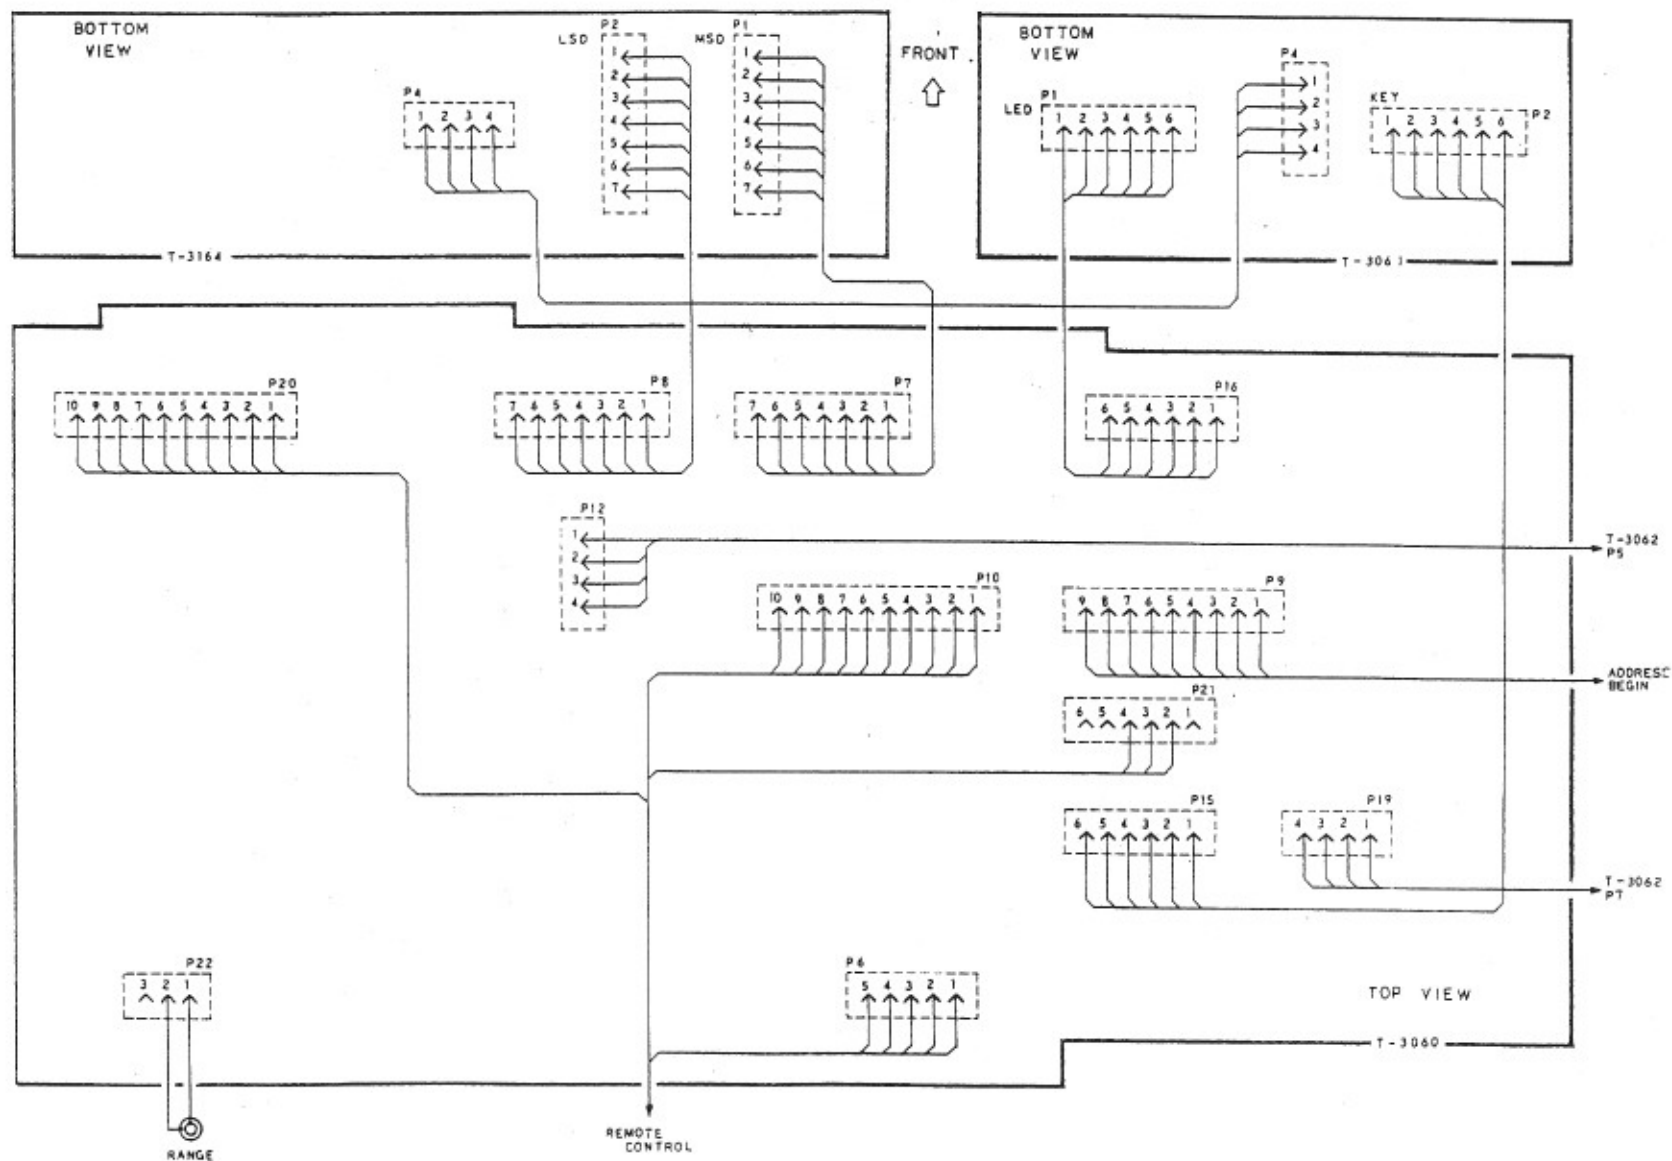 BOTTOM
VIEW
P2
LSD
1
2
3
4
5
6
7
P1
MSD
1
2
3
4
5
6
7
P4
1 2 3 4
T-3164
FRONT
BOTTOM
VIEW
P4
1
2
3
4
P1
LED
1 2 3 4 5 6
KEY
P2
1 2 3 4 5 6
T-3061
P20
10 9 8 7 6 5 4 3 2 1
P8
7 6 5 4 3 2 1
P7
7 6 5 4 3 2 1
P16
6 5 4 3 2 1
P12
1
2
3
4
T-3062
P5
P10
10 9 8 7 6 5 4 3 2 1
P9
9 8 7 6 5 4 3 2 1
ADDRESC
BEGIN
P21
6 5 4 3 2 1
P15
6 5 4 3 2 1
P19
4 3 2 1
T-3062
P7
P22
3 2 1
P6
5 4 3 2 1
TOP VIEW
T-3060
REMOTE
CONTROL
RANGE